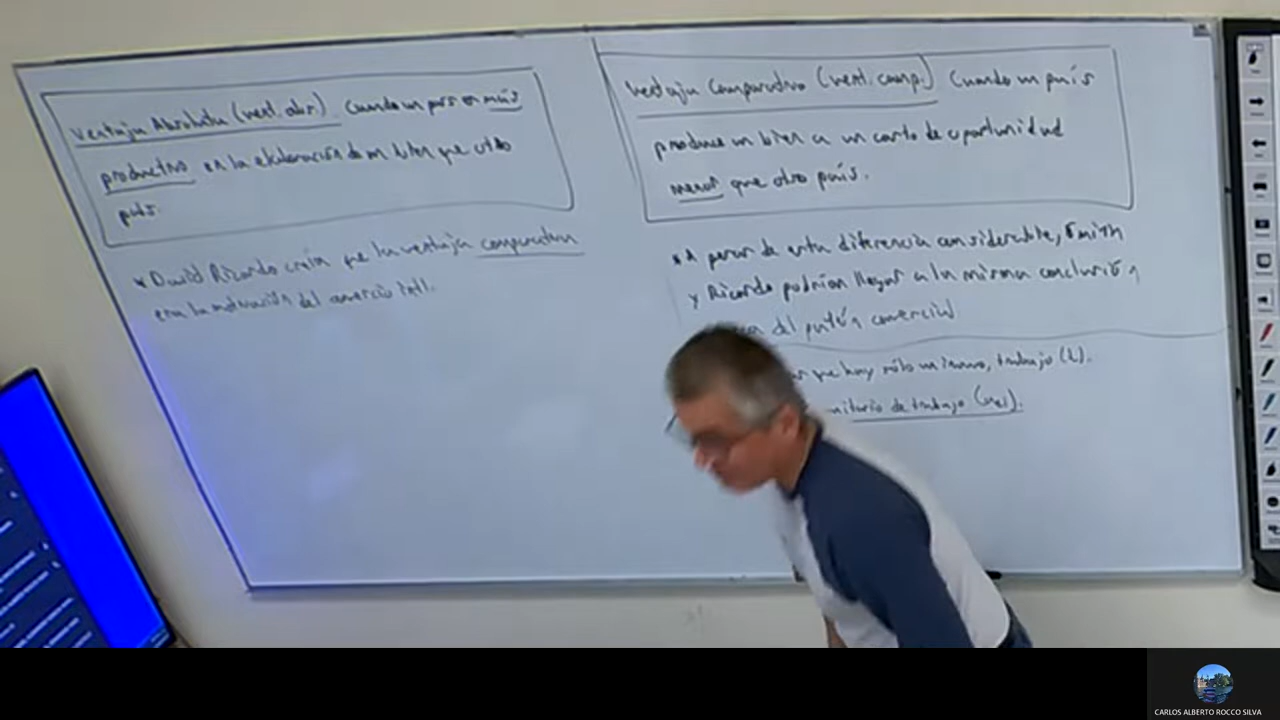 Ventaja Absoluta (vent. abs.) Cuando un país es más
productivo en la elaboración de un bien que otro
país.
* David Ricardo creía que la ventaja comparativa
era la motivación del comercio intl.
Ventaja Comparativa (vent. comp.) Cuando un país
produce un bien a un costo de oportunidad
menor que otro país.
* A pesar de esta diferencia considerable, Smith
y Ricardo podrían llegar a la misma conclusión
del patrón comercial
que hay sólo un insumo, trabajo (L).
unitario de trabajo
CARLOS ALBERTO ROCCO SILVA